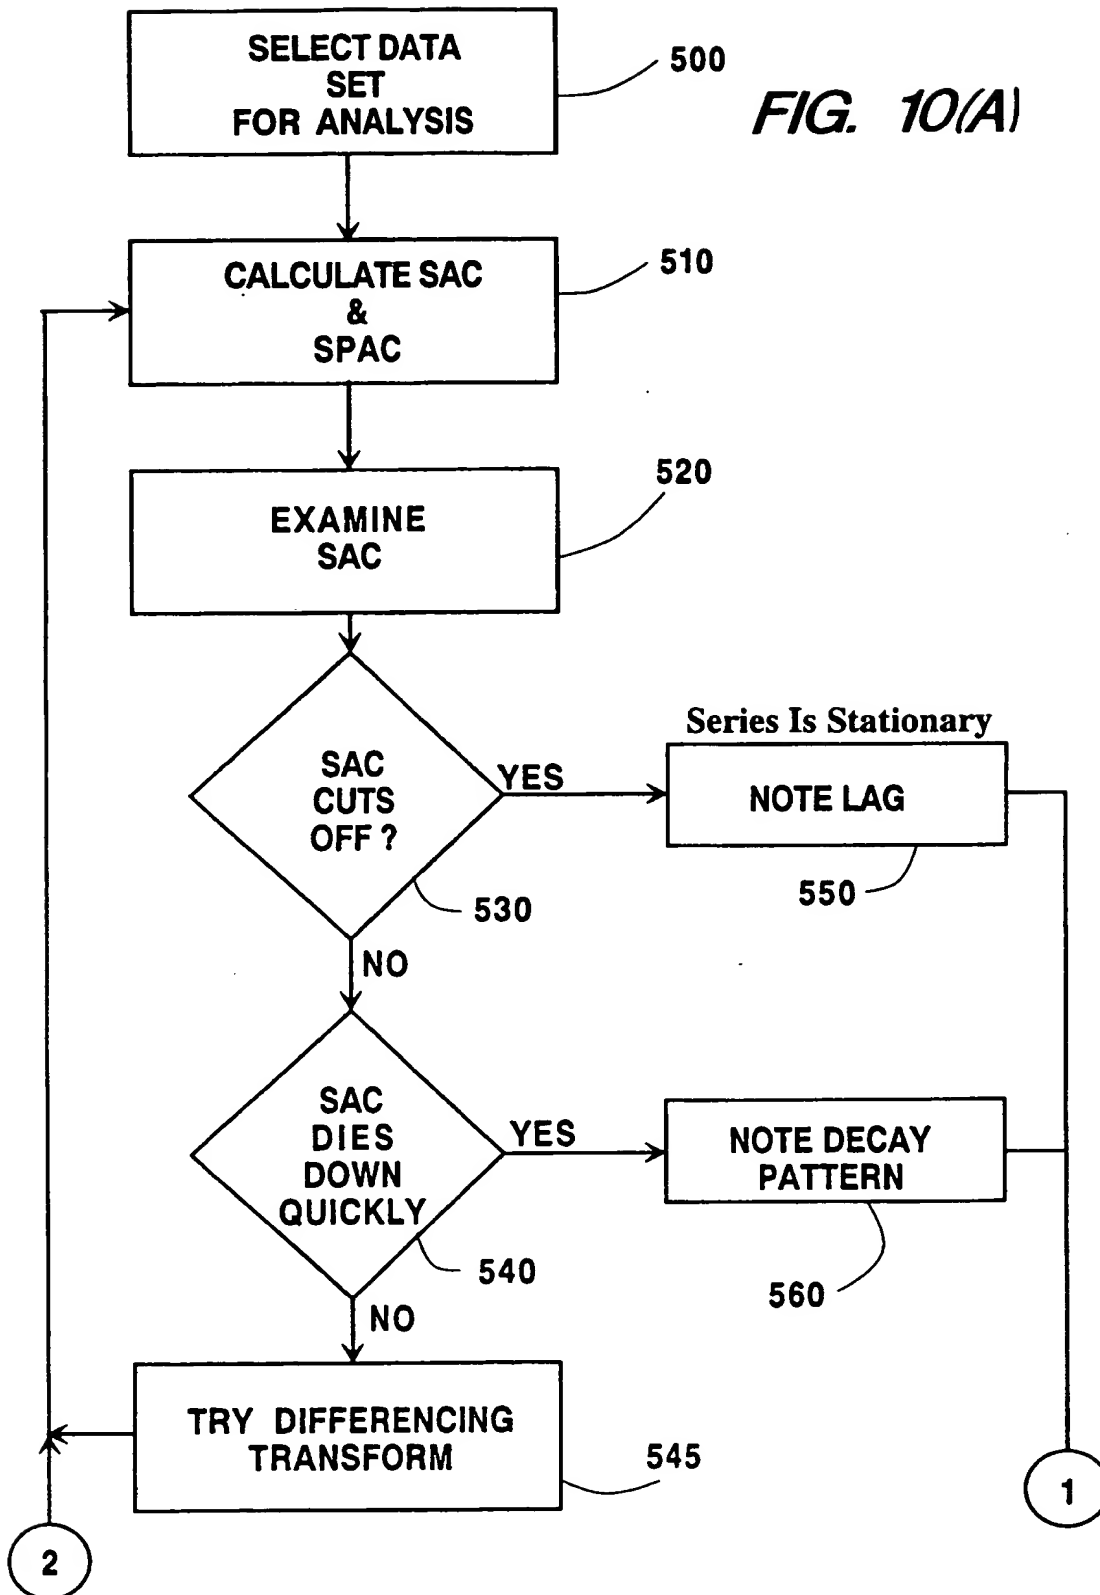 SELECT DATA
SET
FOR ANALYSIS
500
FIG. 10(A)
CALCULATE SAC
&
SPAC
510
EXAMINE
SAC
520
SAC
CUTS
OFF ?
YES
530
NO
Series Is Stationary
NOTE LAG
550
SAC
DIES
DOWN
QUICKLY
YES
540
NO
NOTE DECAY
PATTERN
560
TRY DIFFERENCING
TRANSFORM
545
1
2